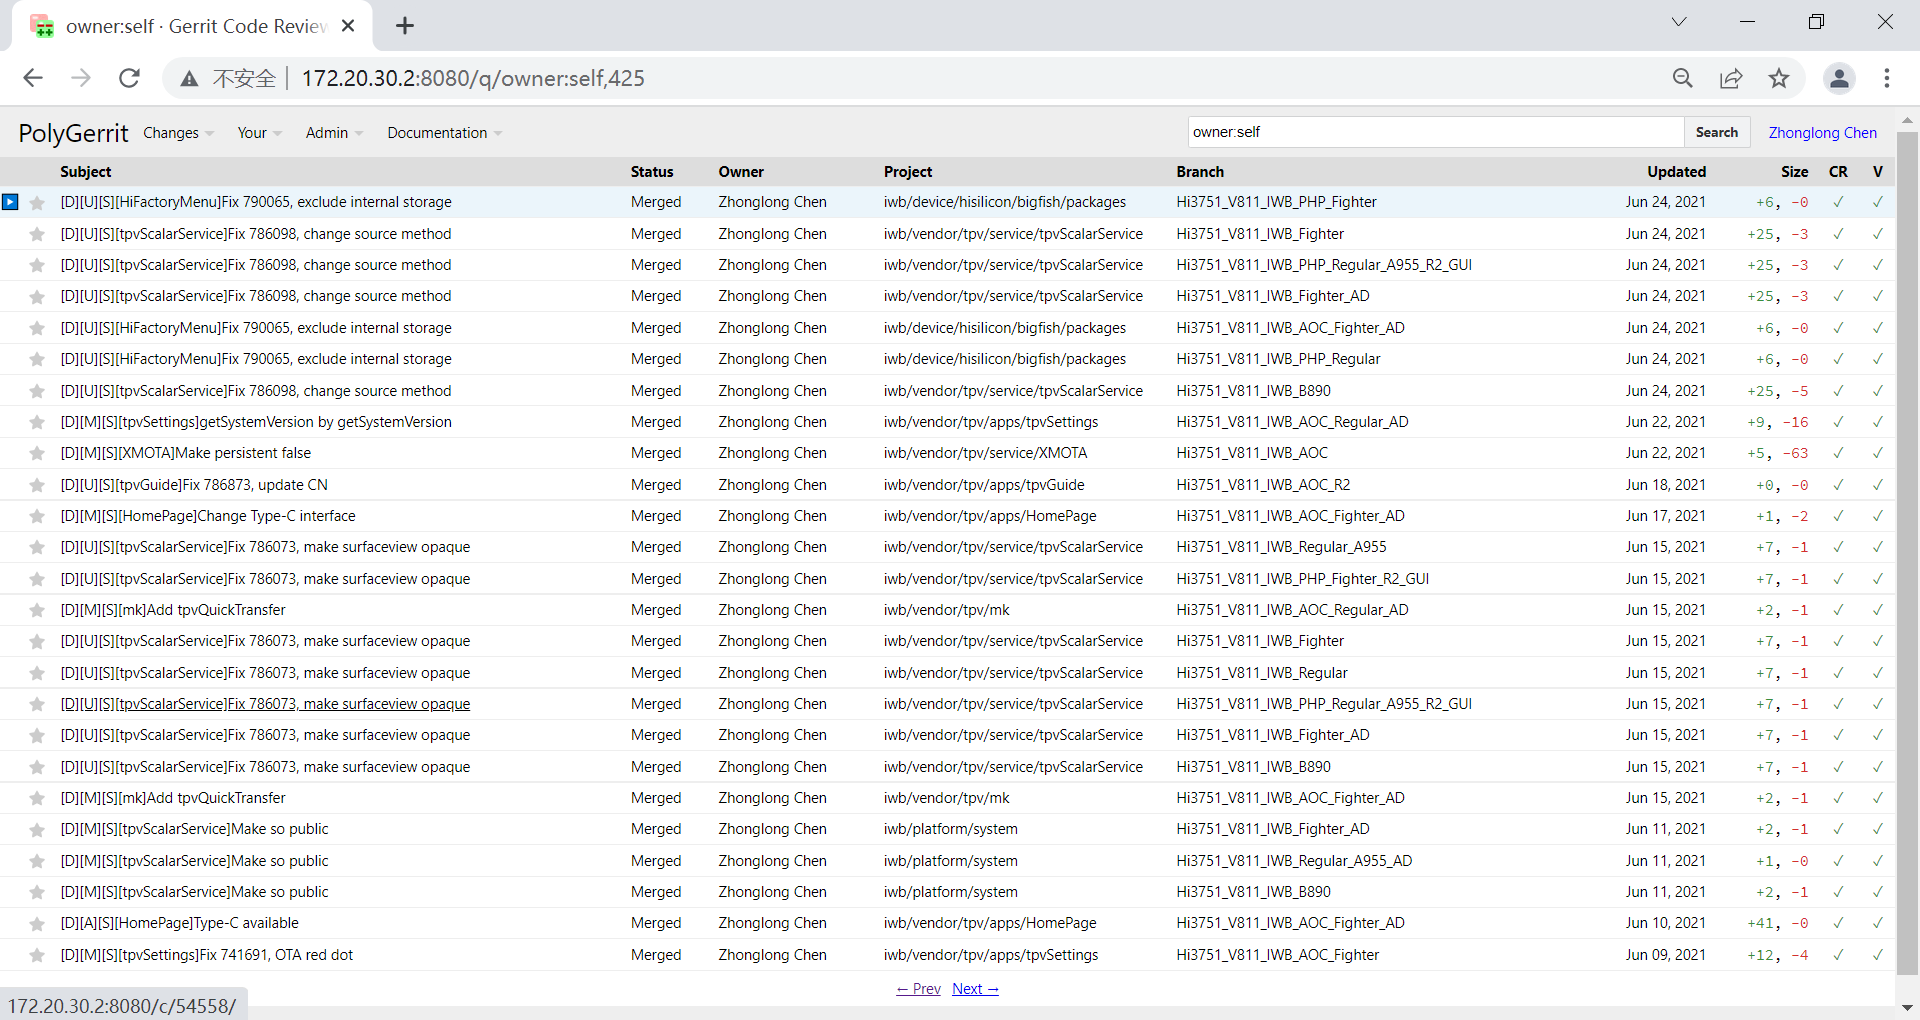 owner:self · Gerrit Code Review
不安全 172.20.30.2:8080/q/owner:self,425
PolyGerrit Changes Your Admin Documentation owner:self Search Zhonglong Chen
Subject Status Owner Project Branch Updated Size CR V
[D][U][S][HiFactoryMenu]Fix 790065, exclude internal storage Merged Zhonglong Chen iwb/device/hisilicon/bigfish/packages Hi3751_V811_IWB_PHP_Fighter Jun 24, 2021 +6, -0 ✓ ✓
[D][U][S][tpvScalarService]Fix 786098, change source method Merged Zhonglong Chen iwb/vendor/tpv/service/tpvScalarService Hi3751_V811_IWB_Fighter Jun 24, 2021 +25, -3 ✓ ✓
[D][U][S][tpvScalarService]Fix 786098, change source method Merged Zhonglong Chen iwb/vendor/tpv/service/tpvScalarService Hi3751_V811_IWB_PHP_Regular_A955_R2_GUI Jun 24, 2021 +25, -3 ✓ ✓
[D][U][S][tpvScalarService]Fix 786098, change source method Merged Zhonglong Chen iwb/vendor/tpv/service/tpvScalarService Hi3751_V811_IWB_Fighter_AD Jun 24, 2021 +25, -3 ✓ ✓
[D][U][S][HiFactoryMenu]Fix 790065, exclude internal storage Merged Zhonglong Chen iwb/device/hisilicon/bigfish/packages Hi3751_V811_IWB_AOC_Fighter_AD Jun 24, 2021 +6, -0 ✓ ✓
[D][U][S][HiFactoryMenu]Fix 790065, exclude internal storage Merged Zhonglong Chen iwb/device/hisilicon/bigfish/packages Hi3751_V811_IWB_PHP_Regular Jun 24, 2021 +6, -0 ✓ ✓
[D][U][S][tpvScalarService]Fix 786098, change source method Merged Zhonglong Chen iwb/vendor/tpv/service/tpvScalarService Hi3751_V811_IWB_B890 Jun 24, 2021 +25, -5 ✓ ✓
[D][M][S][tpvSettings]getSystemVersion by getSystemVersion Merged Zhonglong Chen iwb/vendor/tpv/apps/tpvSettings Hi3751_V811_IWB_AOC_Regular_AD Jun 22, 2021 +9, -16 ✓ ✓
[D][M][S][XMOTA]Make persistent false Merged Zhonglong Chen iwb/vendor/tpv/service/XMOTA Hi3751_V811_IWB_AOC Jun 22, 2021 +5, -63 ✓ ✓
[D][U][S][tpvGuide]Fix 786873, update CN Merged Zhonglong Chen iwb/vendor/tpv/apps/tpvGuide Hi3751_V811_IWB_AOC_R2 Jun 18, 2021 +0, -0 ✓ ✓
[D][M][S][HomePage]Change Type-C interface Merged Zhonglong Chen iwb/vendor/tpv/apps/HomePage Hi3751_V811_IWB_AOC_Fighter_AD Jun 17, 2021 +1, -2 ✓ ✓
[D][U][S][tpvScalarService]Fix 786073, make surfaceview opaque Merged Zhonglong Chen iwb/vendor/tpv/service/tpvScalarService Hi3751_V811_IWB_Regular_A955 Jun 15, 2021 +7, -1 ✓ ✓
[D][U][S][tpvScalarService]Fix 786073, make surfaceview opaque Merged Zhonglong Chen iwb/vendor/tpv/service/tpvScalarService Hi3751_V811_IWB_PHP_Fighter_R2_GUI Jun 15, 2021 +7, -1 ✓ ✓
[D][M][S][mk]Add tpvQuickTransfer Merged Zhonglong Chen iwb/vendor/tpv/mk Hi3751_V811_IWB_AOC_Regular_AD Jun 15, 2021 +2, -1 ✓ ✓
[D][U][S][tpvScalarService]Fix 786073, make surfaceview opaque Merged Zhonglong Chen iwb/vendor/tpv/service/tpvScalarService Hi3751_V811_IWB_Fighter Jun 15, 2021 +7, -1 ✓ ✓
[D][U][S][tpvScalarService]Fix 786073, make surfaceview opaque Merged Zhonglong Chen iwb/vendor/tpv/service/tpvScalarService Hi3751_V811_IWB_Regular Jun 15, 2021 +7, -1 ✓ ✓
[D][U][S][tpvScalarService]Fix 786073, make surfaceview opaque Merged Zhonglong Chen iwb/vendor/tpv/service/tpvScalarService Hi3751_V811_IWB_PHP_Regular_A955_R2_GUI Jun 15, 2021 +7, -1 ✓ ✓
[D][U][S][tpvScalarService]Fix 786073, make surfaceview opaque Merged Zhonglong Chen iwb/vendor/tpv/service/tpvScalarService Hi3751_V811_IWB_Fighter_AD Jun 15, 2021 +7, -1 ✓ ✓
[D][U][S][tpvScalarService]Fix 786073, make surfaceview opaque Merged Zhonglong Chen iwb/vendor/tpv/service/tpvScalarService Hi3751_V811_IWB_B890 Jun 15, 2021 +7, -1 ✓ ✓
[D][M][S][mk]Add tpvQuickTransfer Merged Zhonglong Chen iwb/vendor/tpv/mk Hi3751_V811_IWB_AOC_Fighter_AD Jun 15, 2021 +2, -1 ✓ ✓
[D][M][S][tpvScalarService]Make so public Merged Zhonglong Chen iwb/platform/system Hi3751_V811_IWB_Fighter_AD Jun 11, 2021 +2, -1 ✓ ✓
[D][M][S][tpvScalarService]Make so public Merged Zhonglong Chen iwb/platform/system Hi3751_V811_IWB_Regular_A955_AD Jun 11, 2021 +1, -0 ✓ ✓
[D][M][S][tpvScalarService]Make so public Merged Zhonglong Chen iwb/platform/system Hi3751_V811_IWB_B890 Jun 11, 2021 +2, -1 ✓ ✓
[D][A][S][HomePage]Type-C available Merged Zhonglong Chen iwb/vendor/tpv/apps/HomePage Hi3751_V811_IWB_AOC_Fighter_AD Jun 10, 2021 +41, -0 ✓ ✓
[D][M][S][tpvSettings]Fix 741691, OTA red dot Merged Zhonglong Chen iwb/vendor/tpv/apps/tpvSettings Hi3751_V811_IWB_AOC_Fighter Jun 09, 2021 +12, -4 ✓ ✓
← Prev Next →
172.20.30.2:8080/c/54558/